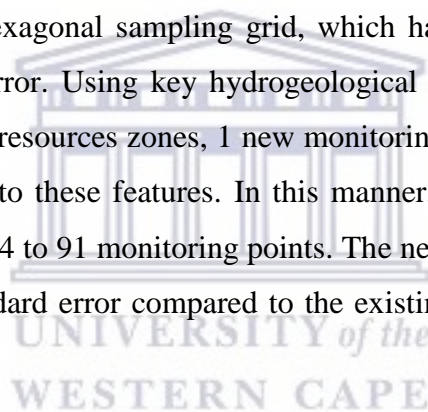 exagonal sampling grid, which ha
rror. Using key hydrogeological
resources zones, 1 new monitorin
to these features. In this manner
4 to 91 monitoring points. The ne
dard error compared to the existin
UNIVERSITY of the
WESTERN CAPE